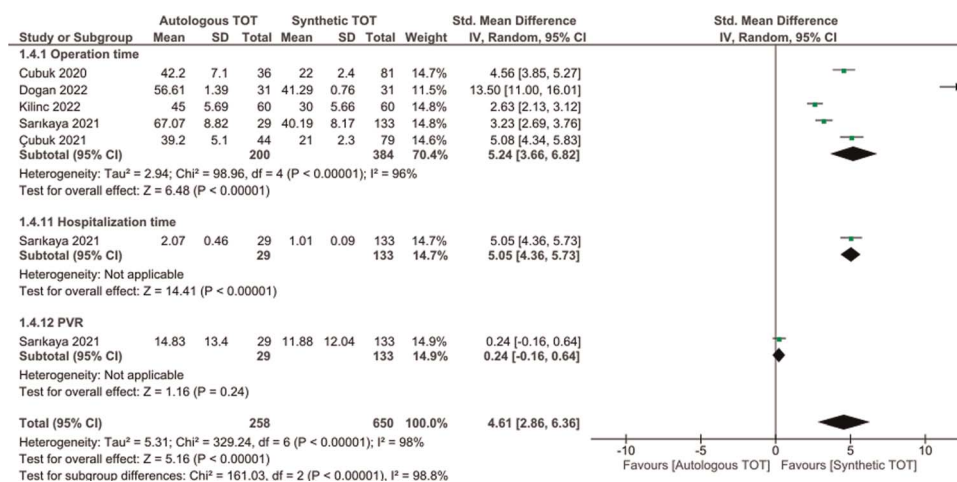 Autologous TOT Synthetic TOT Std. Mean Difference Std. Mean Difference
Study or Subgroup Mean SD Total Mean SD Total Weight IV, Random, 95% CI IV, Random, 95% CI
1.4.1 Operation time
Cubuk 2020 42.2 7.1 36 22 2.4 81 14.7% 4.56 [3.85, 5.27]
Dogan 2022 56.61 1.39 31 41.29 0.76 31 11.5% 13.50 [11.00, 16.01]
Kilinc 2022 45 5.69 60 30 5.66 60 14.8% 2.63 [2.13, 3.12]
Sarıkaya 2021 67.07 8.82 29 40.19 8.17 133 14.8% 3.23 [2.69, 3.76]
Çubuk 2021 39.2 5.1 44 21 2.3 79 14.6% 5.08 [4.34, 5.83]
Subtotal (95% CI) 200 384 70.4% 5.24 [3.66, 6.82]
Heterogeneity: Tau² = 2.94; Chi² = 98.96, df = 4 (P < 0.00001); I² = 96%
Test for overall effect: Z = 6.48 (P < 0.00001)
1.4.11 Hospitalization time
Sarıkaya 2021 2.07 0.46 29 1.01 0.09 133 14.7% 5.05 [4.36, 5.73]
Subtotal (95% CI) 29 133 14.7% 5.05 [4.36, 5.73]
Heterogeneity: Not applicable
Test for overall effect: Z = 14.41 (P < 0.00001)
1.4.12 PVR
Sarıkaya 2021 14.83 13.4 29 11.88 12.04 133 14.9% 0.24 [-0.16, 0.64]
Subtotal (95% CI) 29 133 14.9% 0.24 [-0.16, 0.64]
Heterogeneity: Not applicable
Test for overall effect: Z = 1.16 (P = 0.24)
Total (95% CI) 258 650 100.0% 4.61 [2.86, 6.36]
Heterogeneity: Tau² = 5.31; Chi² = 329.24, df = 6 (P < 0.00001); I² = 98%
Test for overall effect: Z = 5.16 (P < 0.00001)
Test for subgroup differences: Chi² = 161.03, df = 2 (P < 0.00001), I² = 98.8%
-10 -5 0 5 10
Favours [Autologous TOT] Favours [Synthetic TOT]